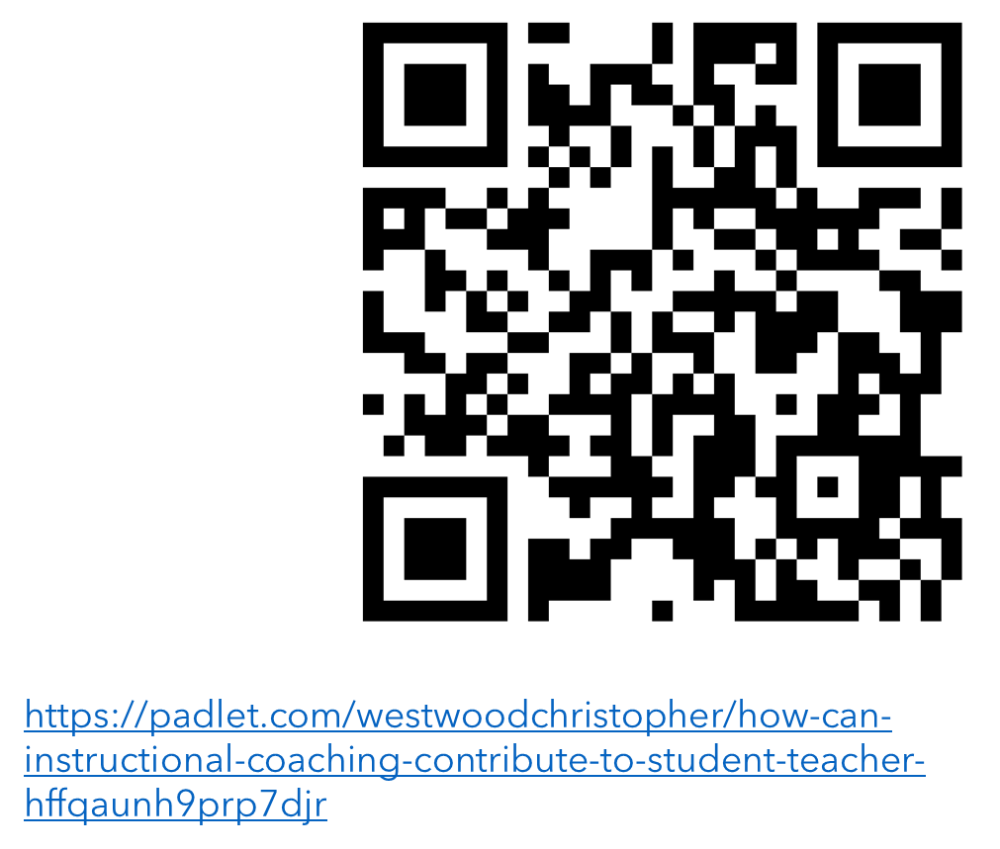 https://padlet.com/westwoodchristopher/how-can-
instructional-coaching-contribute-to-student-teacher-
hffqaunh9prp7djr